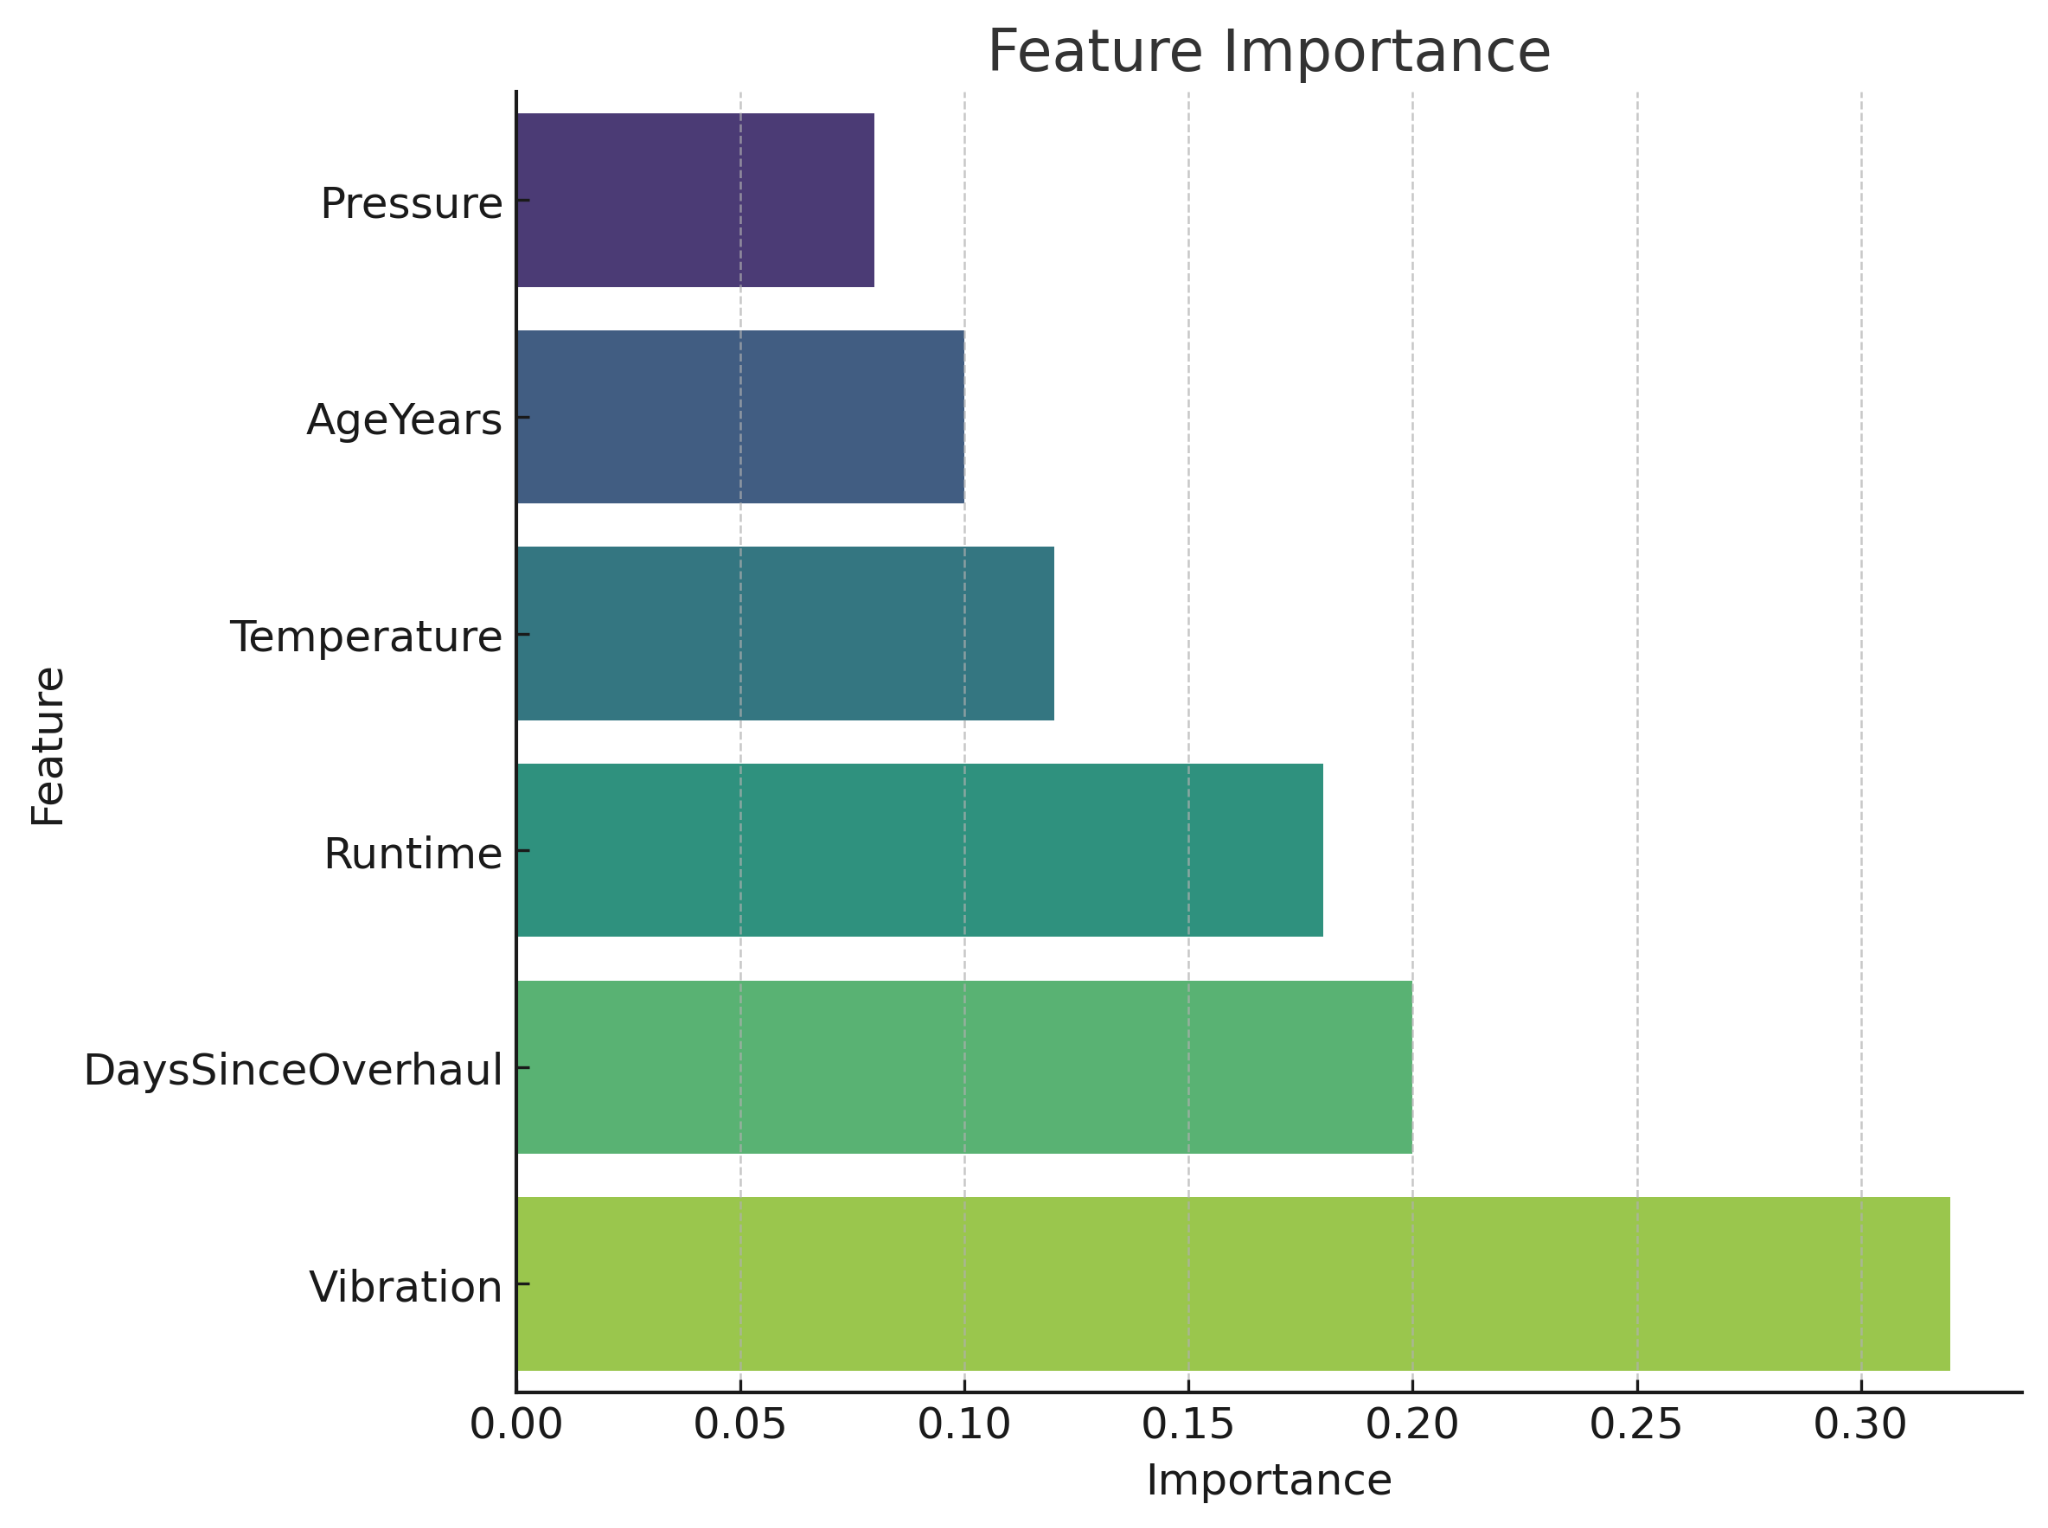 Feature Importance
Pressure
AgeYears
Temperature
Runtime
DaysSinceOverhaul
Vibration
Feature
0.00 0.05 0.10 0.15 0.20 0.25 0.30
Importance